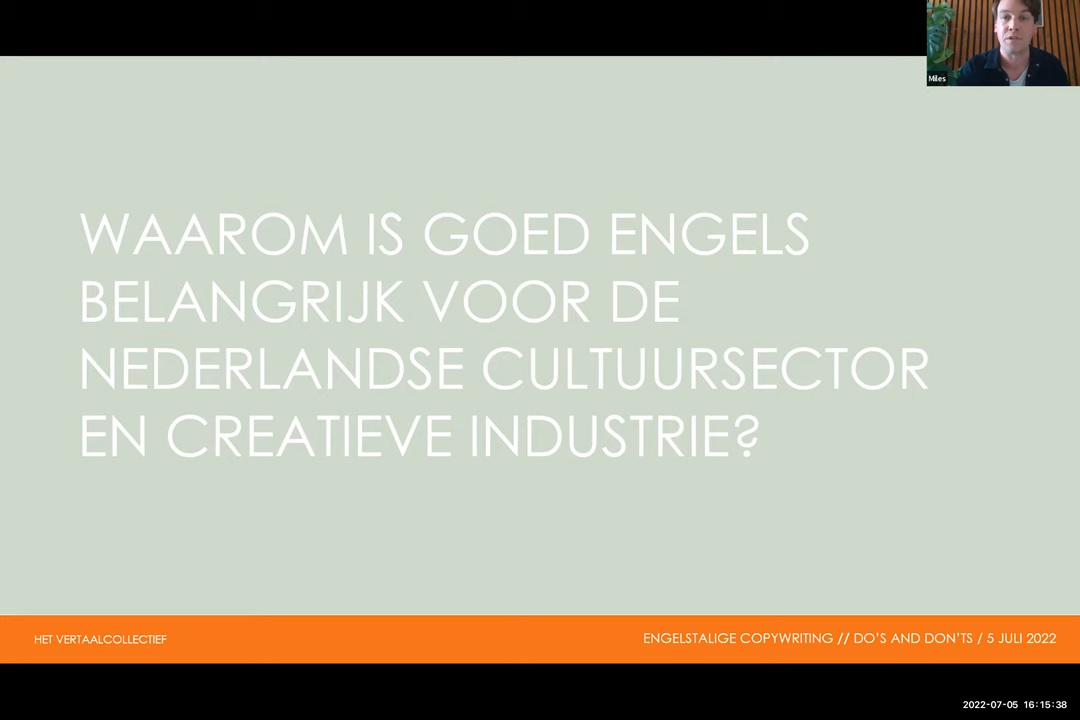 Miles
WAAROM IS GOED ENGELS
BELANGRIJK VOOR DE
NEDERLANDSE CULTUURSECTOR
EN CREATIEVE INDUSTRIE?
HET VERTAALCOLLECTIEF
ENGELSTALIGE COPYWRITING // DO'S AND DON'TS / 5 JULI 2022
2022-07-05 16:15:38